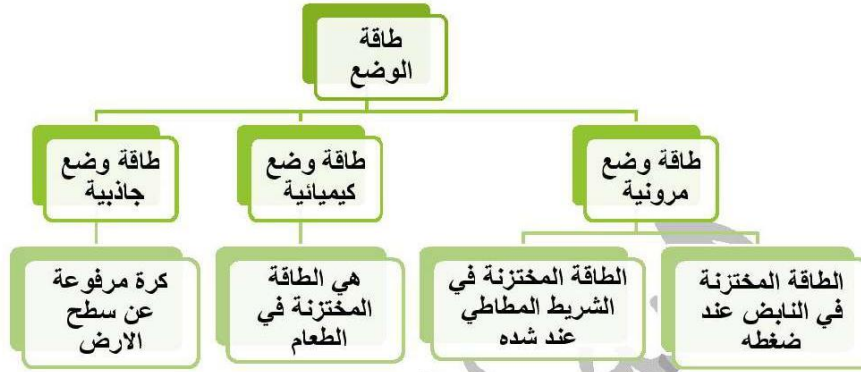 طاقة
الوضع
طاقة وضع
مرونية
طاقة وضع
كيميائية
طاقة وضع
جاذبية
الطاقة المختزنة
في النابض عند
ضغطه
الطاقة المختزنة في
الشريط المطاطي
عند شده
هي الطاقة
المختزنة في
الطعام
كرة مرفوعة
عن سطح
الارض